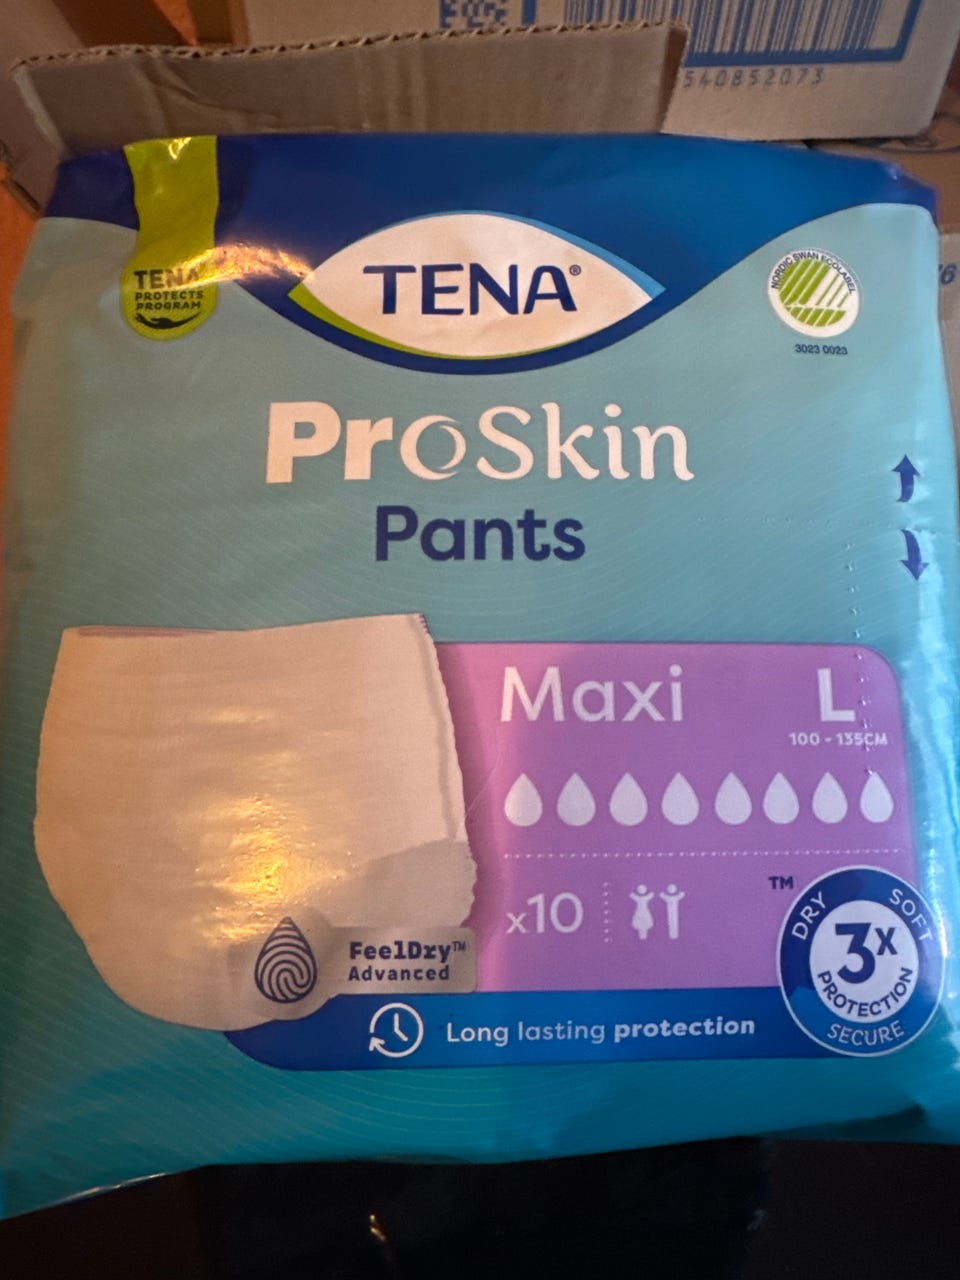 540852073
TENA®
TENA
PROTECTS
PROGRAM
NORDIC SWAN ECOLABEL
3023 0023
ProSkin
Pants
Maxi
L
100 - 135CM
x10
FeelDry™
Advanced
Long lasting protection
™
DRY
SOFT
3x
PROTECTION
SECURE